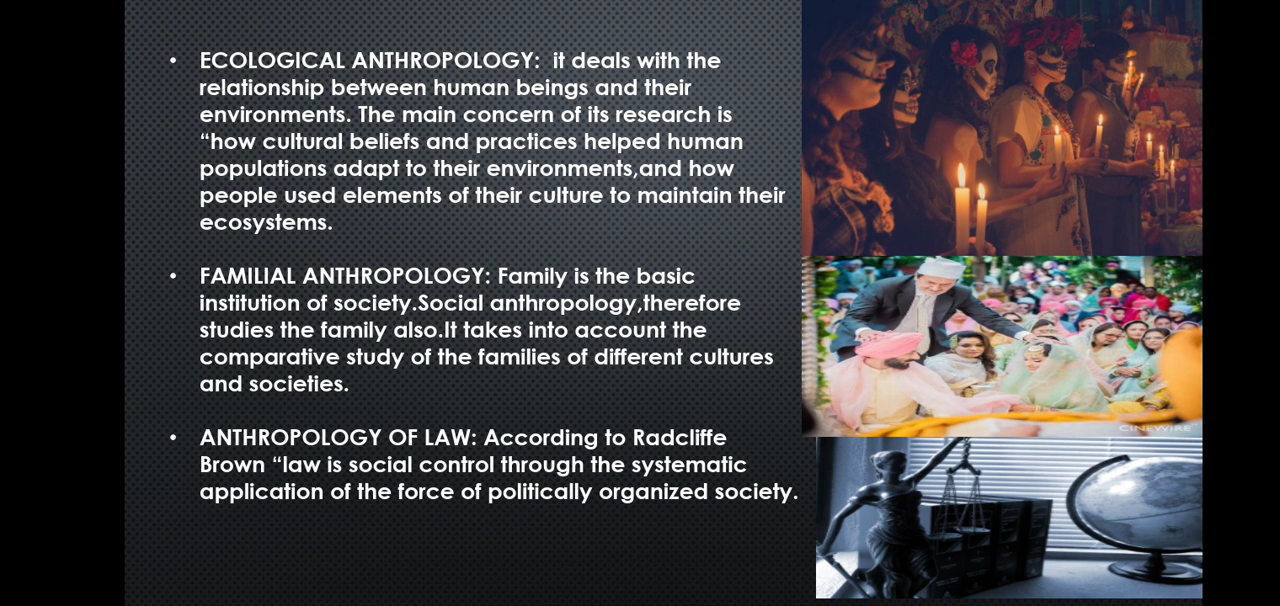 • ECOLOGICAL ANTHROPOLOGY:  it deals with the
relationship between human beings and their
environments. The main concern of its research is
“how cultural beliefs and practices helped human
populations adapt to their environments,and how
people used elements of their culture to maintain their
ecosystems.
• FAMILIAL ANTHROPOLOGY: Family is the basic
institution of society.Social anthropology,therefore
studies the family also.It takes into account the
comparative study of the families of different cultures
and societies.
• ANTHROPOLOGY OF LAW: According to Radcliffe
Brown “law is social control through the systematic
application of the force of politically organized society.
CINEWIRE